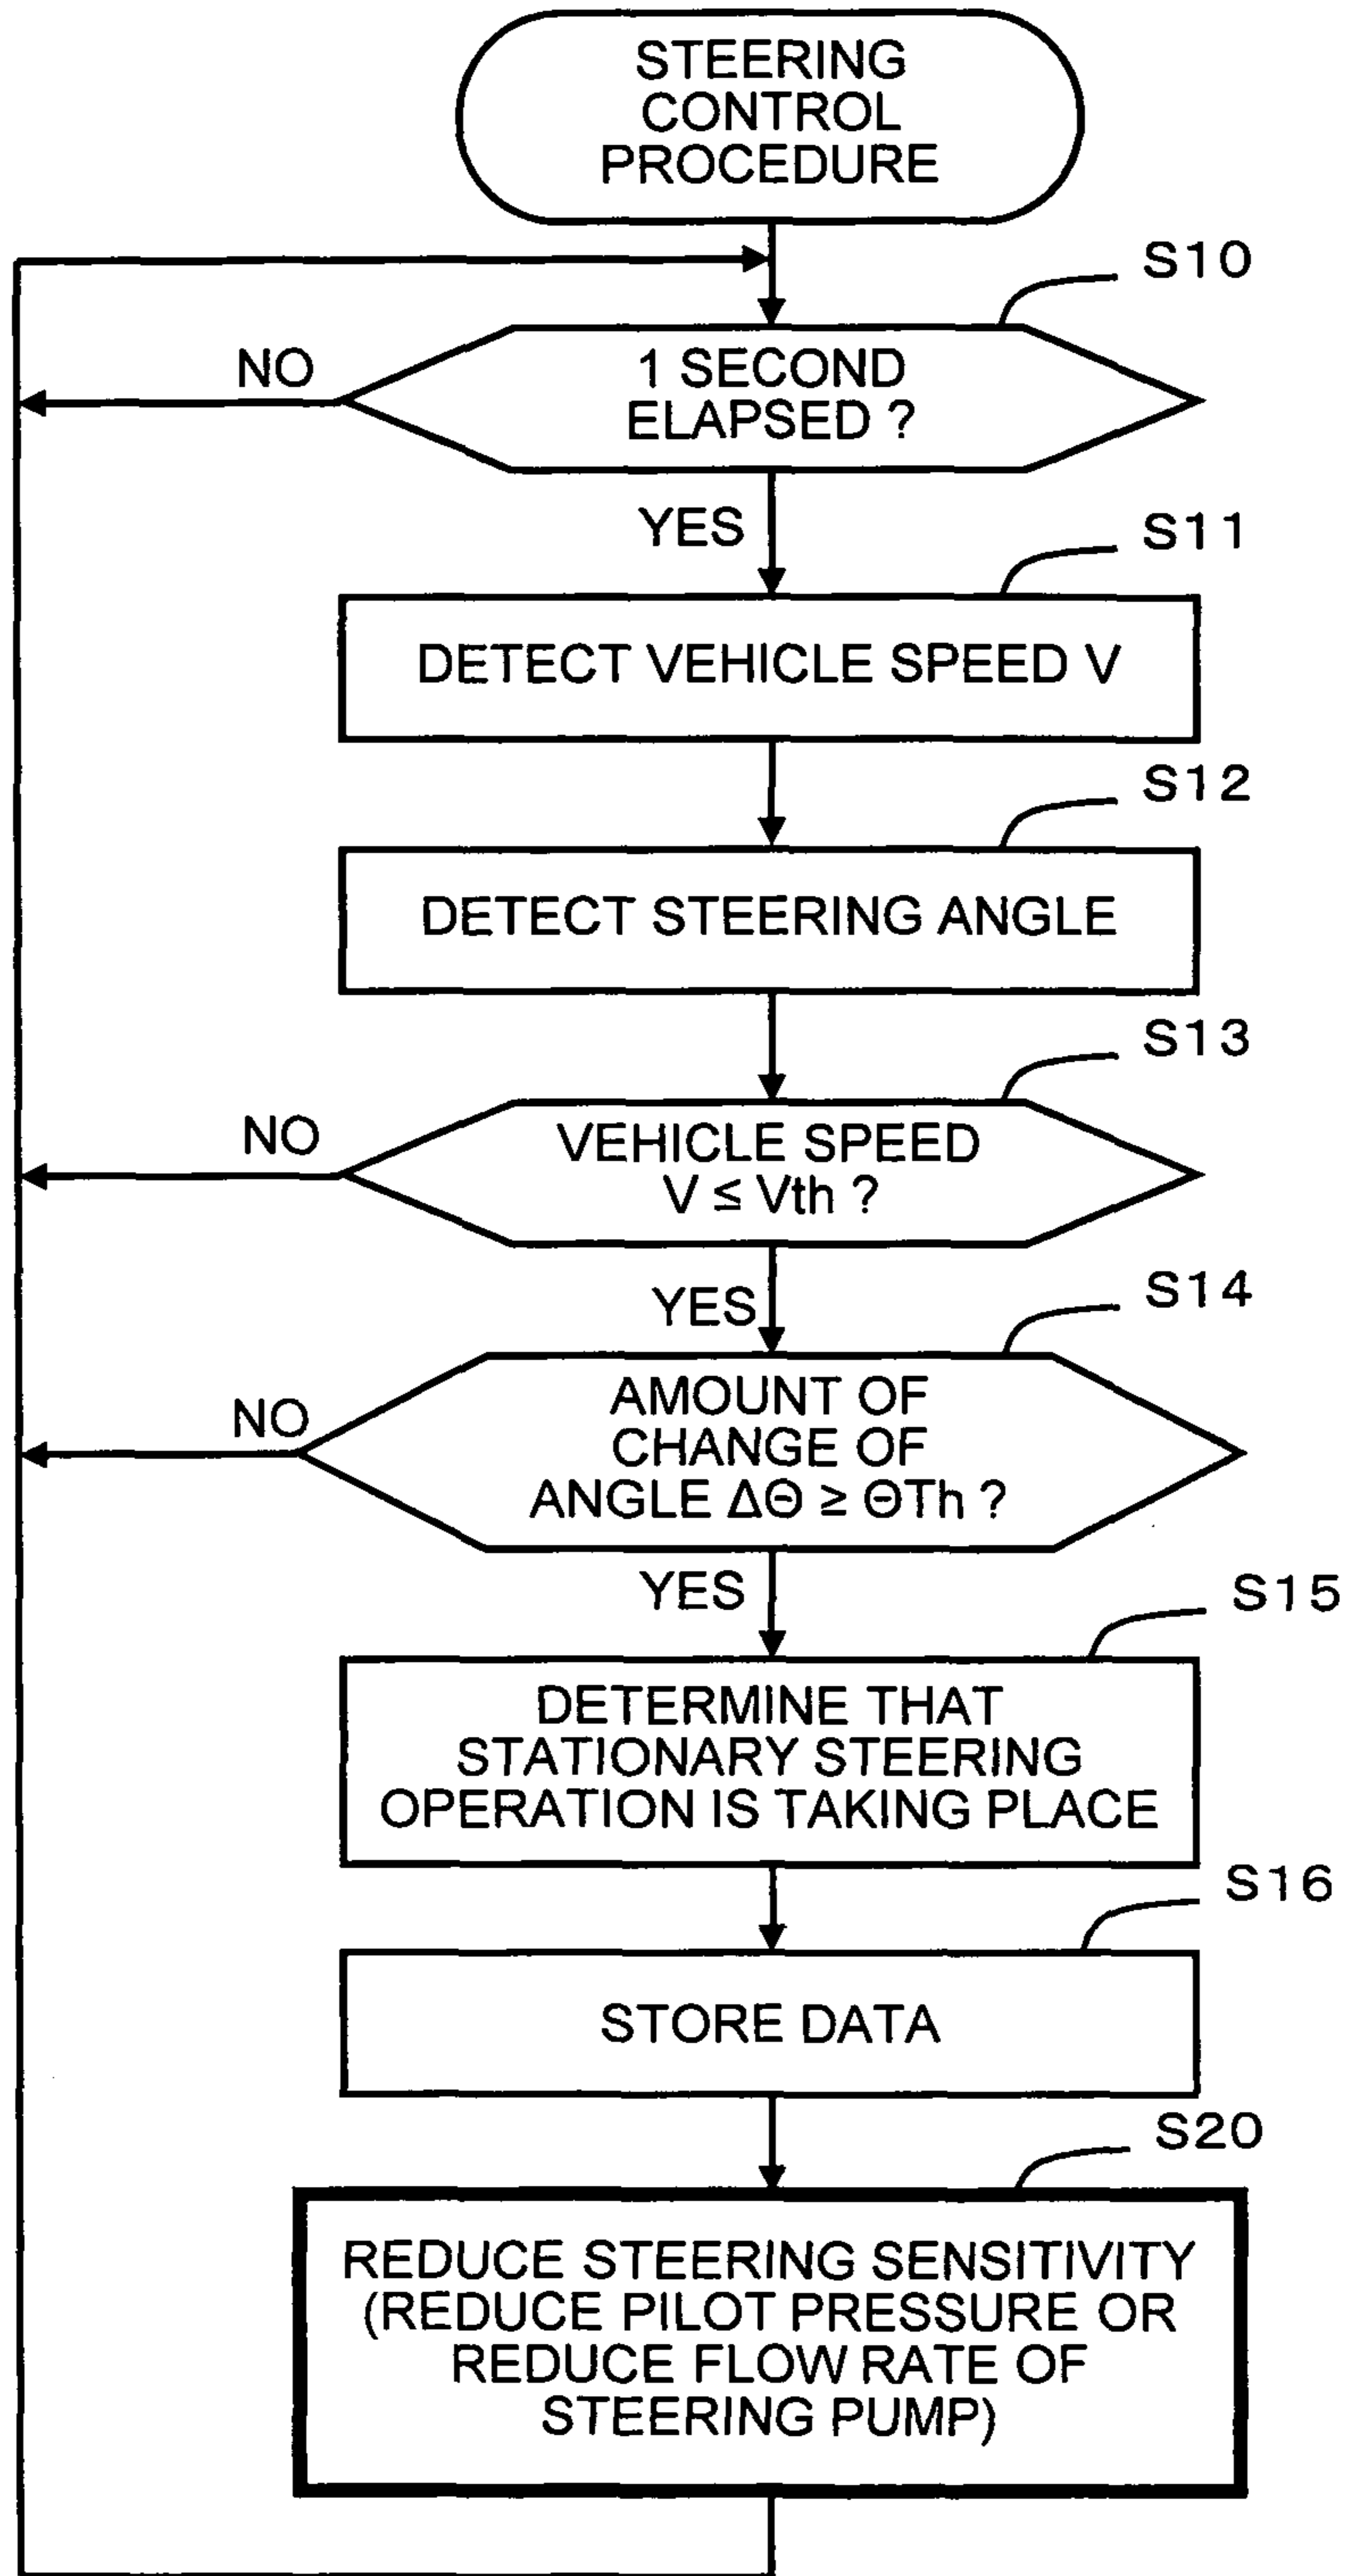 STEERING
CONTROL
PROCEDURE
S10
NO
1 SECOND
ELAPSED ?
YES
S11
DETECT VEHICLE SPEED V
S12
DETECT STEERING ANGLE
S13
NO
VEHICLE SPEED
V ≤ Vth ?
YES
S14
NO
AMOUNT OF
CHANGE OF
ANGLE ΔΘ ≥ ΘTh ?
YES
S15
DETERMINE THAT
STATIONARY STEERING
OPERATION IS TAKING PLACE
S16
STORE DATA
S20
REDUCE STEERING SENSITIVITY
(REDUCE PILOT PRESSURE OR
REDUCE FLOW RATE OF
STEERING PUMP)